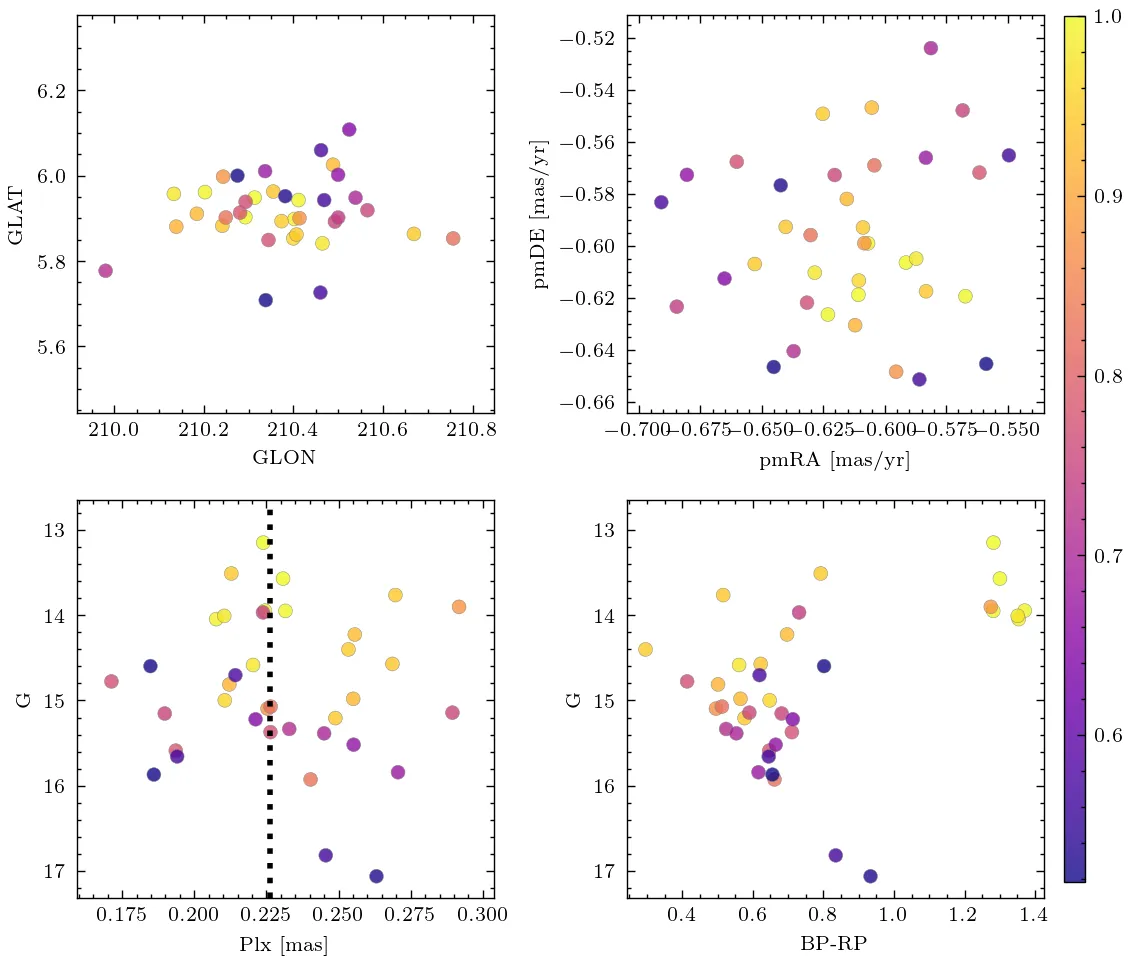 6.2
6.0
5.8
5.6
GLAT
210.0 210.2 210.4 210.6 210.8
GLON
−0.52
−0.54
−0.56
−0.58
−0.60
−0.62
−0.64
−0.66
pmDE [mas/yr]
−0.700 −0.675 −0.650 −0.625 −0.600 −0.575 −0.550
pmRA [mas/yr]
1.0
0.9
0.8
0.7
0.6
13
14
15
16
17
G
0.175 0.200 0.225 0.250 0.275 0.300
Plx [mas]
13
14
15
16
17
G
0.4 0.6 0.8 1.0 1.2 1.4
BP-RP